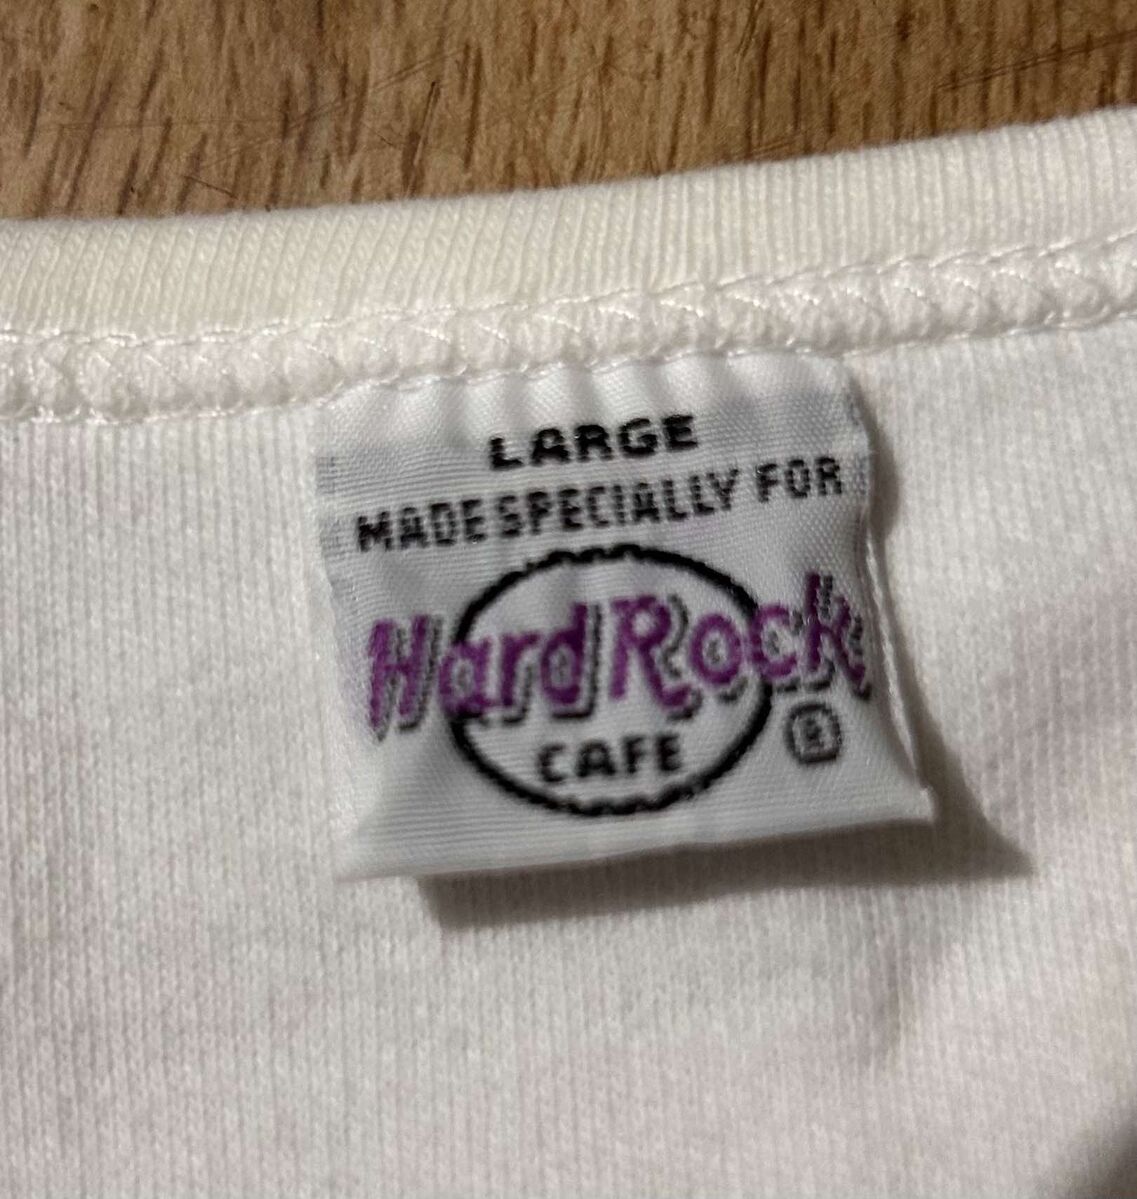 LARGE
MADE SPECIALLY FOR
Hard Rock
CAFE
®